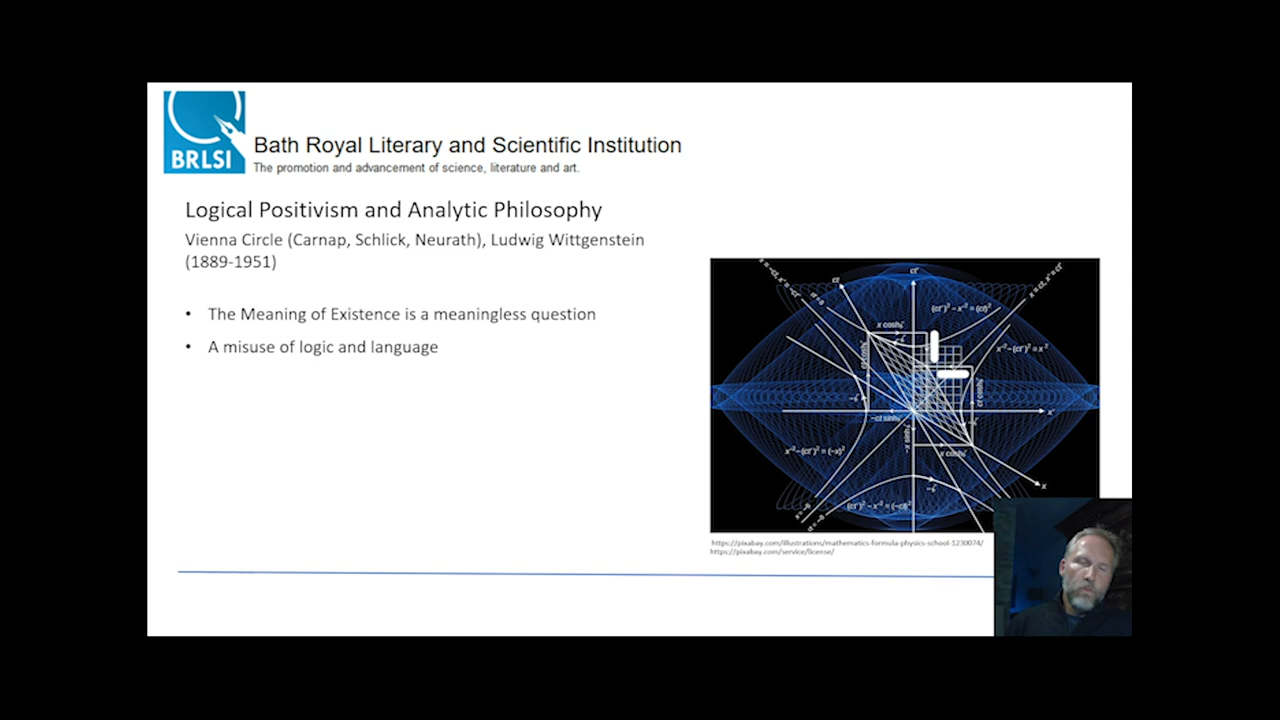 BRLSI
Bath Royal Literary and Scientific Institution
The promotion and advancement of science, literature and art.
Logical Positivism and Analytic Philosophy
Vienna Circle (Carnap, Schlick, Neurath), Ludwig Wittgenstein
(1889-1951)
• The Meaning of Existence is a meaningless question
• A misuse of logic and language
x cosh
x cosh
https://pixabay.com/illustrations/mathematics-formula-physics-school-1230074/
https://pixabay.com/service/license/